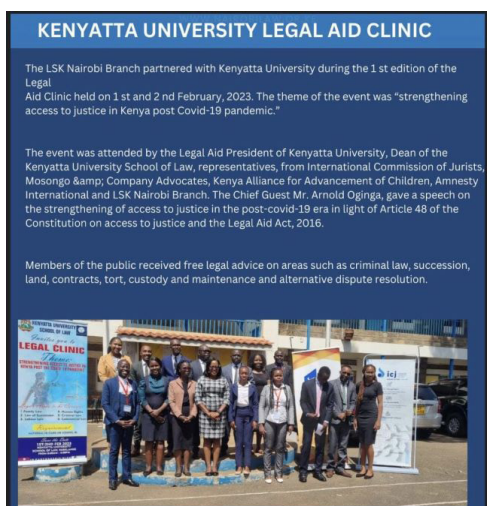 KENYATTA UNIVERSITY LEGAL AID CLINIC
The LSK Nairobi Branch partnered with Kenyatta University during the 1 st edition of the
Legal
Aid Clinic held on 1 st and 2 nd February, 2023. The theme of the event was “strengthening
access to justice in Kenya post Covid-19 pandemic.”
The event was attended by the Legal Aid President of Kenyatta University, Dean of the
Kenyatta University School of Law, representatives, from International Commission of Jurists,
Mosongo &amp; Company Advocates, Kenya Alliance for Advancement of Children, Amnesty
International and LSK Nairobi Branch. The Chief Guest Mr. Arnold Oginga, gave a speech on
the strengthening of access to justice in the post-covid-19 era in light of Article 48 of the
Constitution on access to justice and the Legal Aid Act, 2016.
Members of the public received free legal advice on areas such as criminal law, succession,
land, contracts, tort, custody and maintenance and alternative dispute resolution.
KENYATTA UNIVERSITY
SCHOOL OF LAW
LEGAL CLINIC
Theme:
icj